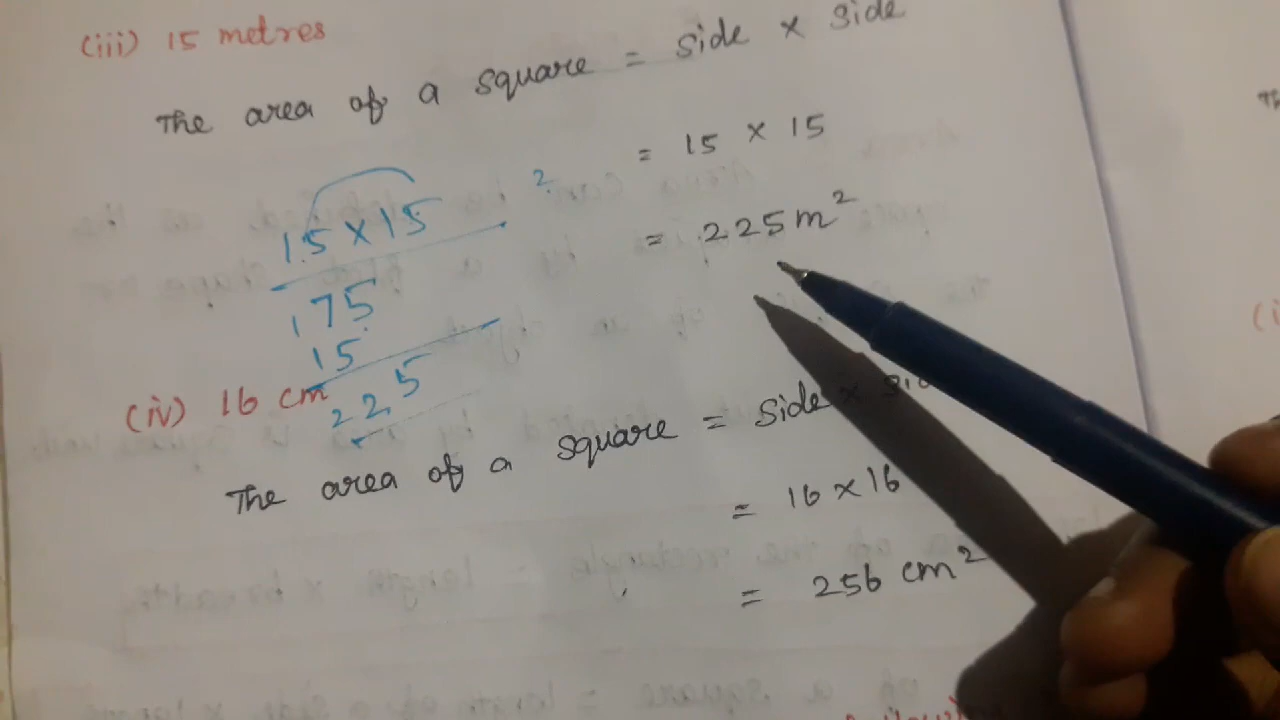 (iii) 15 metres
The area of a square = side × side
= 15 × 15
= 225 m²
15 × 15
?
175
15
225
(iv) 16 cm
The area of a square = side ×
= 16 × 16
= 256 cm²